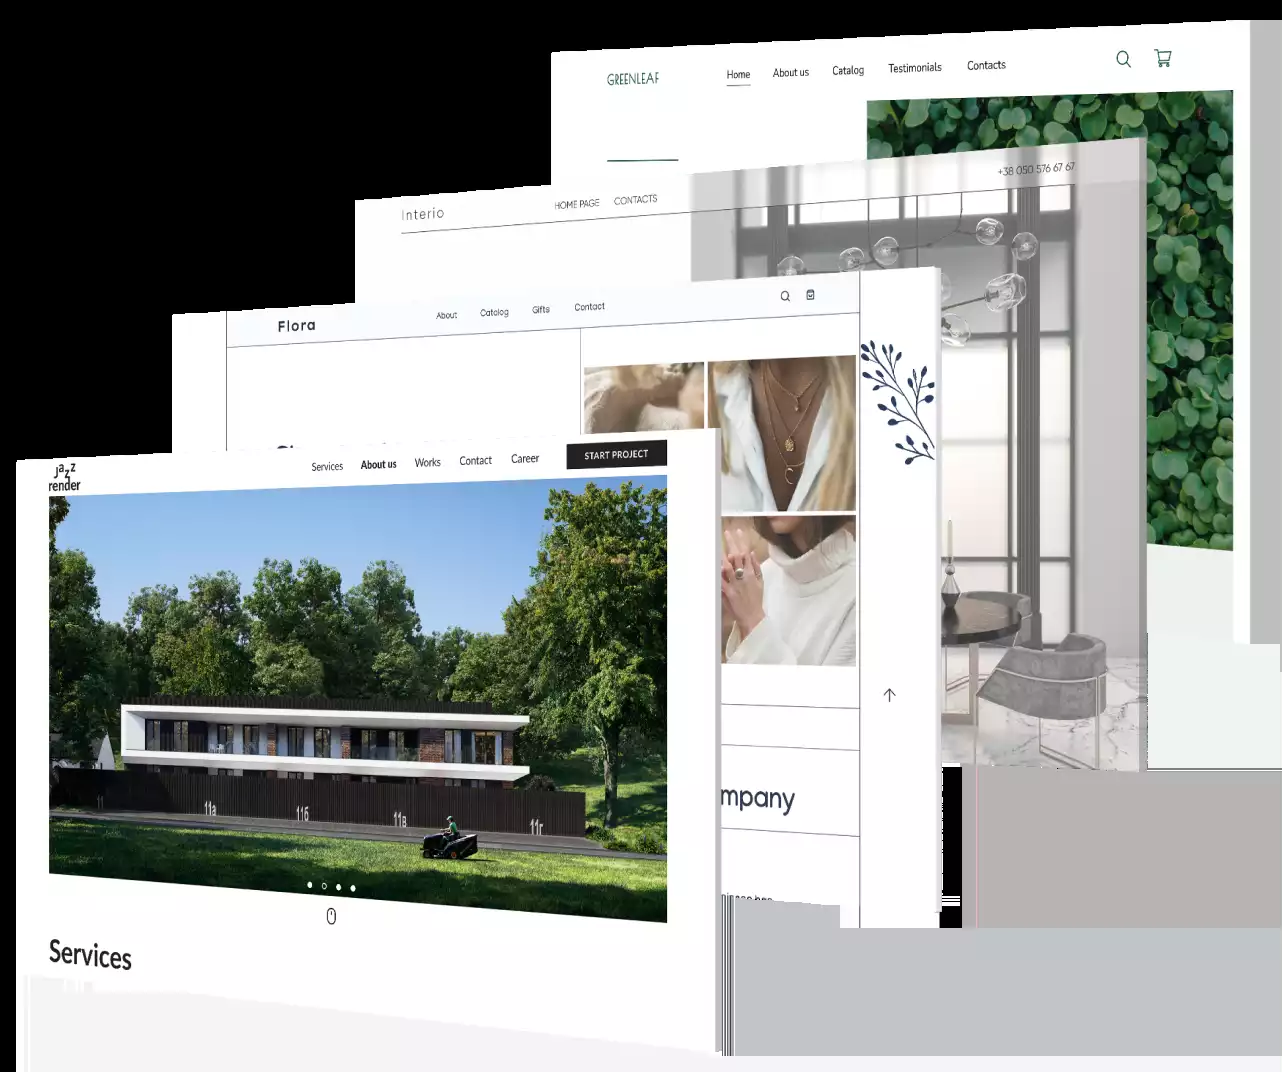 GREENLEAF
Home About us Catalog Testimonials Contacts
Interio
HOME PAGE CONTACTS
+38 050 576 67 67
Flora
About Catalog Gifts Contact
mpany
jazz
render
Services About us Works Contact Career
START PROJECT
11a
11б
11в
11г
Services